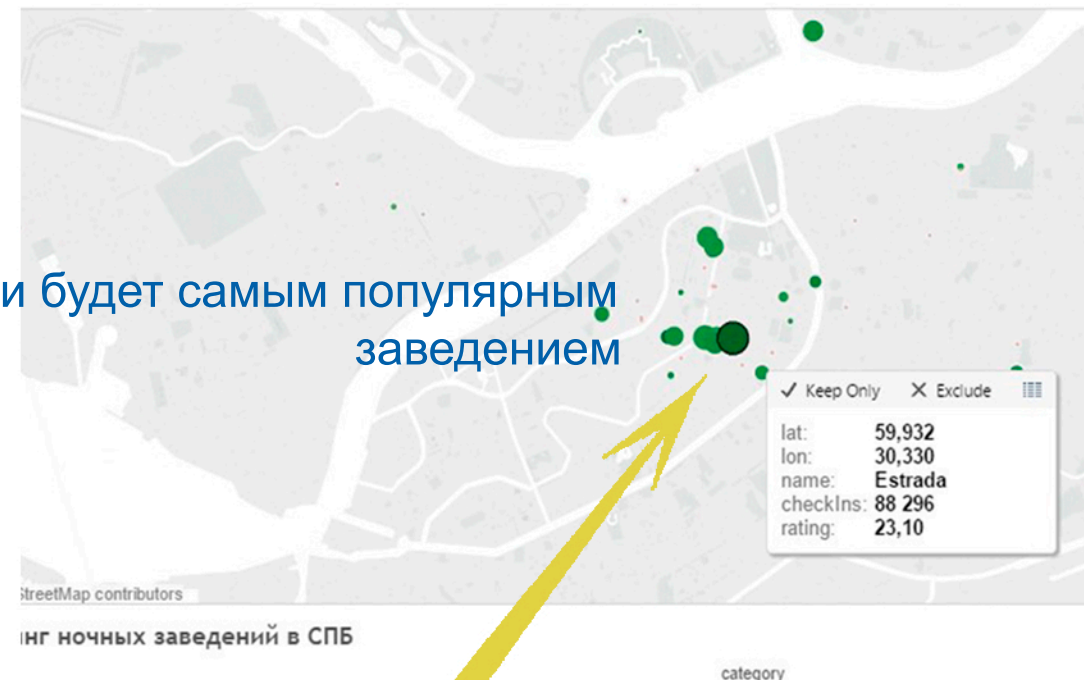 и будет самым популярным
заведением
Keep Only Exclude
lat: 59,932
lon: 30,330
name: Estrada
checkIns: 88 296
rating: 23,10
StreetMap contributors
нг ночных заведений в СПБ
category